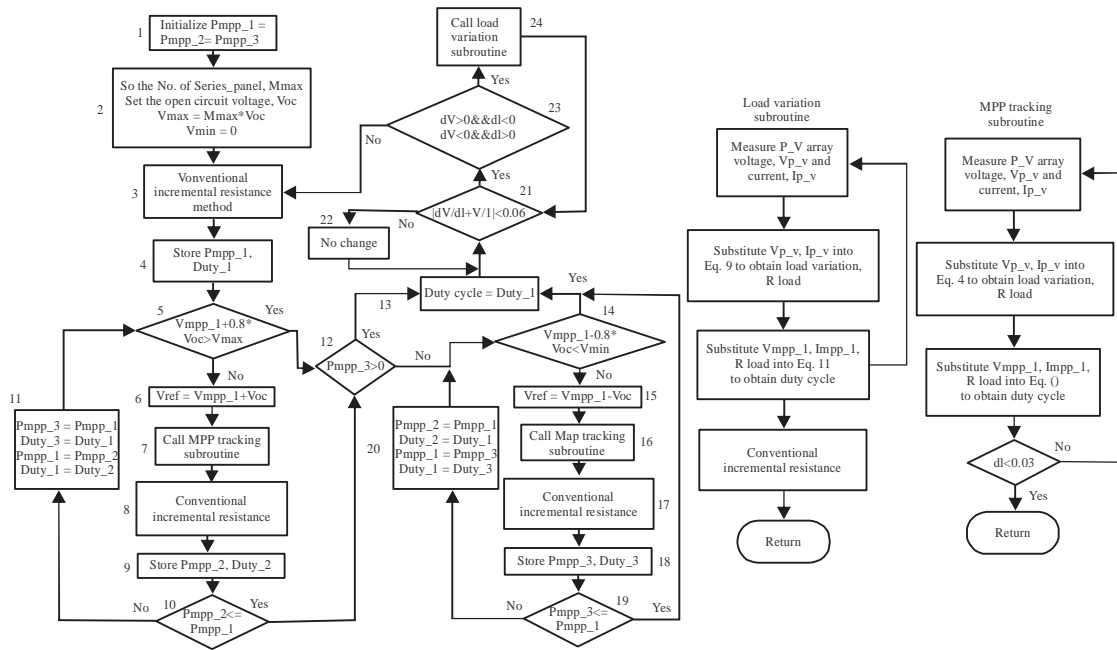 1
Initialize Pmpp_1 =
Pmpp_2= Pmpp_3
2
So the No. of Series_panel, Mmax
Set the open circuit voltage, Voc
Vmax = Mmax*Voc
Vmin = 0
3
Vonventional
incremental resistance
method
4
Store Pmpp_1,
Duty_1
5
Vmpp_1+0.8*
Voc>Vmax
Yes
No
6
Vref = Vmpp_1+Voc
7
Call MPP tracking
subroutine
8
Conventional
incremental resistance
9
Store Pmpp_2, Duty_2
10
Pmpp_2<=
Pmpp_1
No
Yes
11
Pmpp_3 = Pmpp_1
Duty_3 = Duty_1
Pmpp_1 = Pmpp_2
Duty_1 = Duty_2
12
Pmpp_3>0
Yes
No
13
Duty cycle = Duty_1
14
Vmpp_1-0.8*
Voc<Vmin
Yes
No
Vref = Vmpp_1-Voc
15
Call Map tracking
subroutine
16
Conventional
incremental resistance
17
Store Pmpp_3, Duty_3
18
Pmpp_3<=
Pmpp_1
19
No
Yes
20
Pmpp_2 = Pmpp_1
Duty_2 = Duty_1
Pmpp_1 = Pmpp_3
Duty_1 = Duty_3
21
|dV/dl+V/1|<0.06
Yes
No
22
No change
23
dV>0&&dl<0
dV<0&&dl>0
Yes
No
24
Call load
variation
subroutine
Load variation
subroutine
Measure P_V array
voltage, Vp_v and
current, Ip_v
Substitute Vp_v, Ip_v into
Eq. 9 to obtain load variation,
R load
Substitute Vmpp_1, Impp_1,
R load into Eq. 11
to obtain duty cycle
Conventional
incremental resistance
Return
MPP tracking
subroutine
Measure P_V array
voltage, Vp_v and
current, Ip_v
Substitute Vp_v, Ip_v into
Eq. 4 to obtain load variation,
R load
Substitute Vmpp_1, Impp_1,
R load into Eq. ()
to obtain duty cycle
dl<0.03
No
Yes
Return